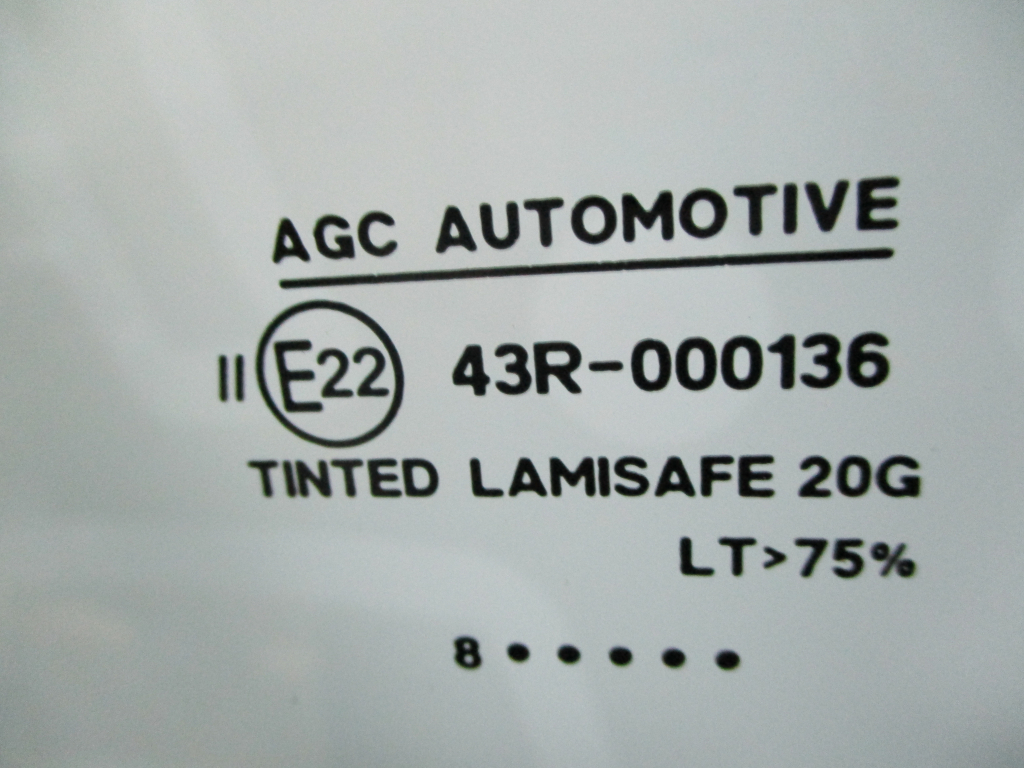 AGC AUTOMOTIVE
II E22 43R-000136
TINTED LAMISAFE 20G
LT>75%
8 • • • • •